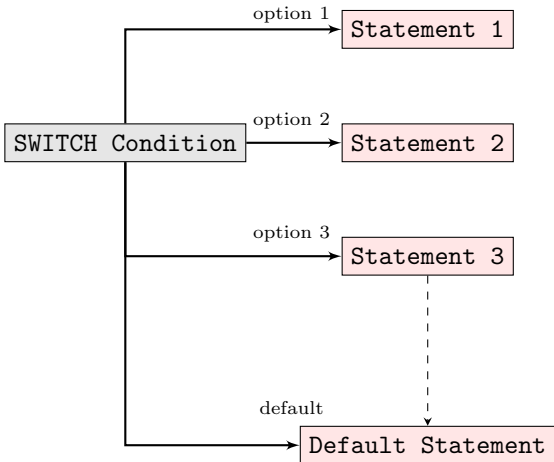 option 1
Statement 1
option 2
SWITCH Condition
Statement 2
option 3
Statement 3
default
Default Statement